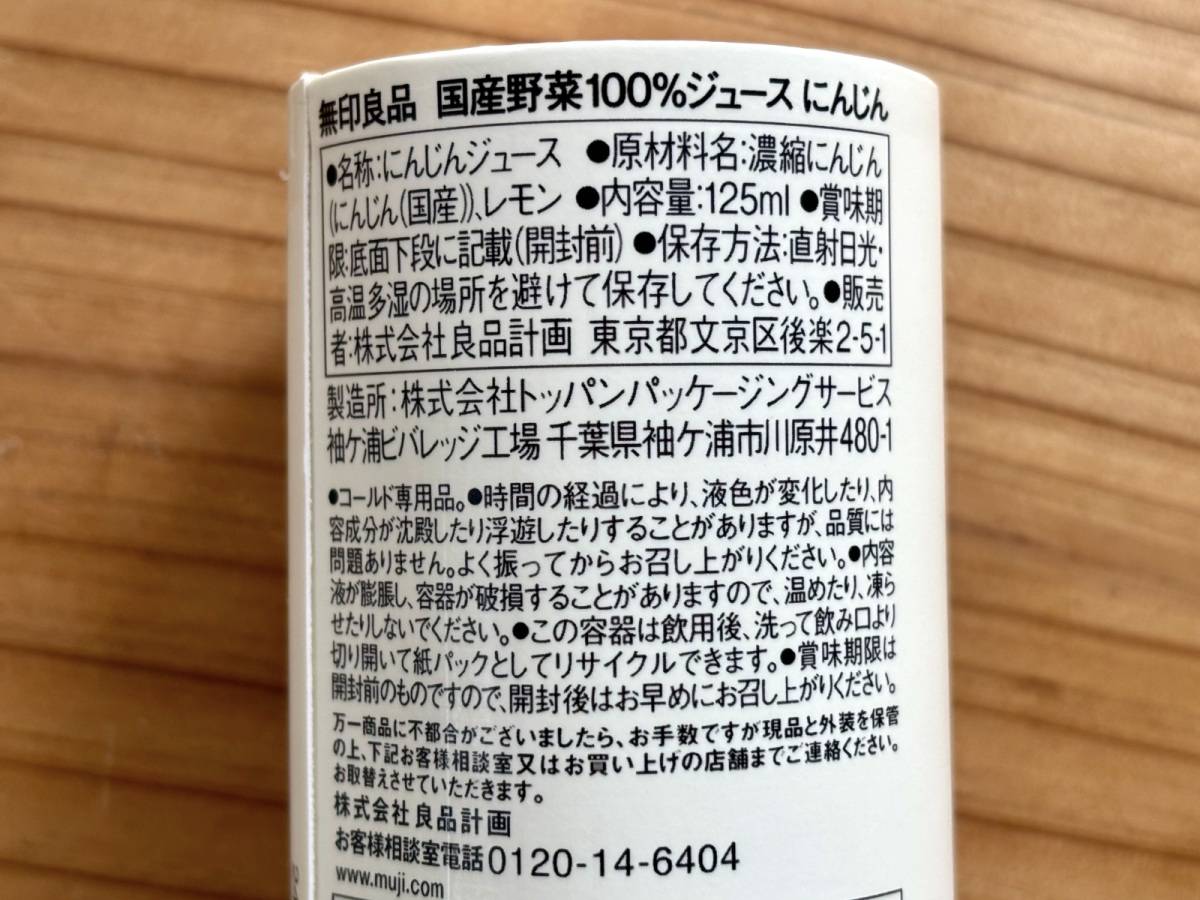 無印良品 国産野菜100%ジュース にんじん
●名称:にんじんジュース ●原材料名:濃縮にんじん
(にんじん(国産))、レモン ●内容量:125ml ●賞味期
限:底面下段に記載(開封前) ●保存方法:直射日光・
高温多湿の場所を避けて保存してください。●販売
者:株式会社良品計画 東京都文京区後楽2-5-1
製造所:株式会社トッパンパッケージングサービス
袖ケ浦ビバレッジ工場 千葉県袖ケ浦市川原井480-1
●コールド専用品。●時間の経過により、液色が変化したり、内
容成分が沈殿したり浮遊したりすることがありますが、品質には
問題ありません。よく振ってからお召し上がりください。●内容
液が膨脹し、容器が破損することがありますので、温めたり、凍ら
せたりしないでください。●この容器は飲用後、洗って飲み口より
切り開いて紙パックとしてリサイクルできます。●賞味期限は
開封前のものですので、開封後はお早めにお召し上がりください。
万一商品に不都合がございましたら、お手数ですが現品と外装を保管
の上、下記お客様相談室又はお買い上げの店舗までご連絡ください。
お取替えさせていただきます。
株式会社良品計画
お客様相談室電話0120-14-6404
www.muji.com